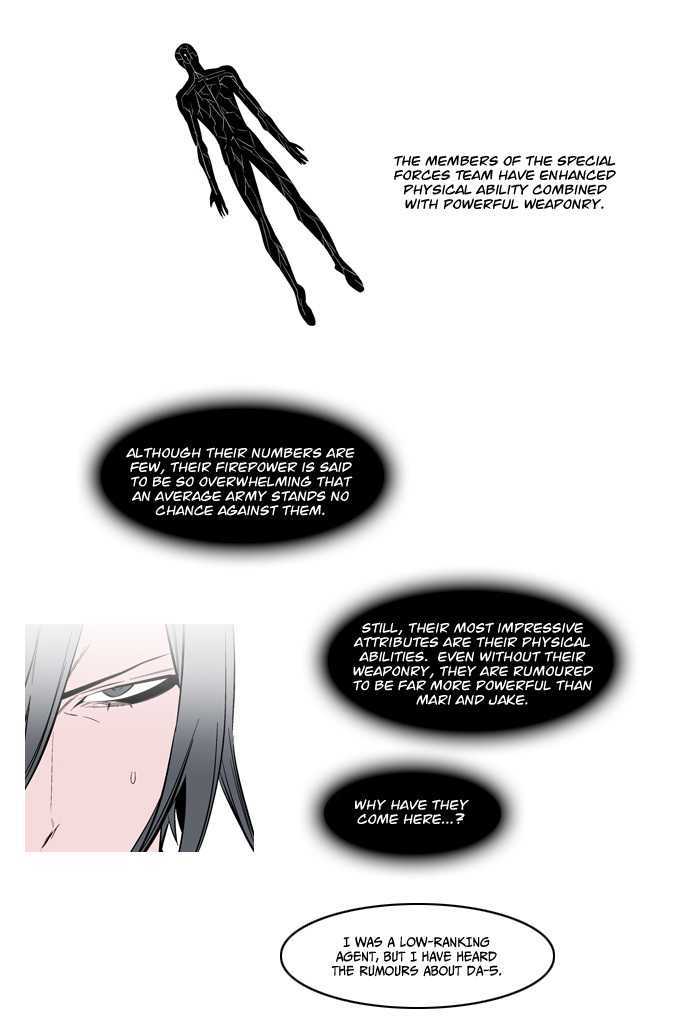 THE MEMBERS OF THE SPECIAL
FORCES TEAM HAVE ENHANCED
PHYSICAL ABILITY COMBINED
WITH POWERFUL WEAPONRY.
ALTHOUGH THEIR NUMBERS ARE
FEW, THEIR FIREPOWER IS SAID
TO BE SO OVERWHELMING THAT
AN AVERAGE ARMY STANDS NO
CHANCE AGAINST THEM.
STILL, THEIR MOST IMPRESSIVE
ATTRIBUTES ARE THEIR PHYSICAL
ABILITIES. EVEN WITHOUT THEIR
WEAPONRY, THEY ARE RUMOURED
TO BE FAR MORE POWERFUL THAN
MARI AND JAKE.
WHY HAVE THEY
COME HERE...?
I WAS A LOW-RANKING
AGENT, BUT I HAVE HEARD
THE RUMOURS ABOUT DA-5.